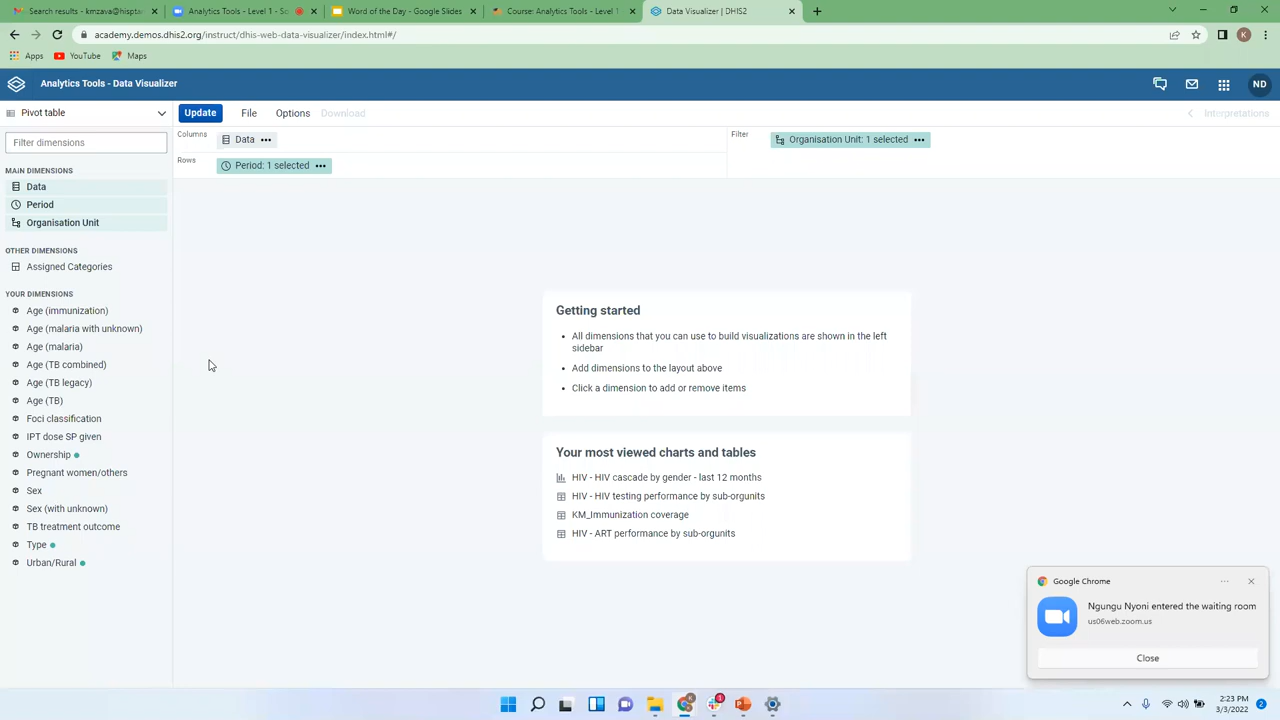 Search results - kmzava@hisptan
Analytics Tools - Level 1 - So
Word of the Day - Google Slides
Course: Analytics Tools - Level 1
Data Visualizer | DHIS2
academy.demos.dhis2.org/instruct/dhis-web-data-visualizer/index.html#/
K
Apps
YouTube
Maps
Analytics Tools - Data Visualizer
ND
Pivot table
Update
File
Options
Download
Interpretations
Filter dimensions
Columns
Data
Filter
Organisation Unit: 1 selected
Rows
Period: 1 selected
MAIN DIMENSIONS
Data
Period
Organisation Unit
OTHER DIMENSIONS
Assigned Categories
YOUR DIMENSIONS
Age (immunization)
Age (malaria with unknown)
Age (malaria)
Age (TB combined)
Age (TB legacy)
Age (TB)
Foci classification
IPT dose SP given
Ownership
Pregnant women/others
Sex
Sex (with unknown)
TB treatment outcome
Type
Urban/Rural
Getting started
All dimensions that you can use to build visualizations are shown in the left
sidebar
Add dimensions to the layout above
Click a dimension to add or remove items
Your most viewed charts and tables
HIV - HIV cascade by gender - last 12 months
HIV - HIV testing performance by sub-orgunits
KM_Immunization coverage
HIV - ART performance by sub-orgunits
Google Chrome
Ngungu Nyoni entered the waiting room
us06web.zoom.us
Close
2:23 PM
3/3/2022